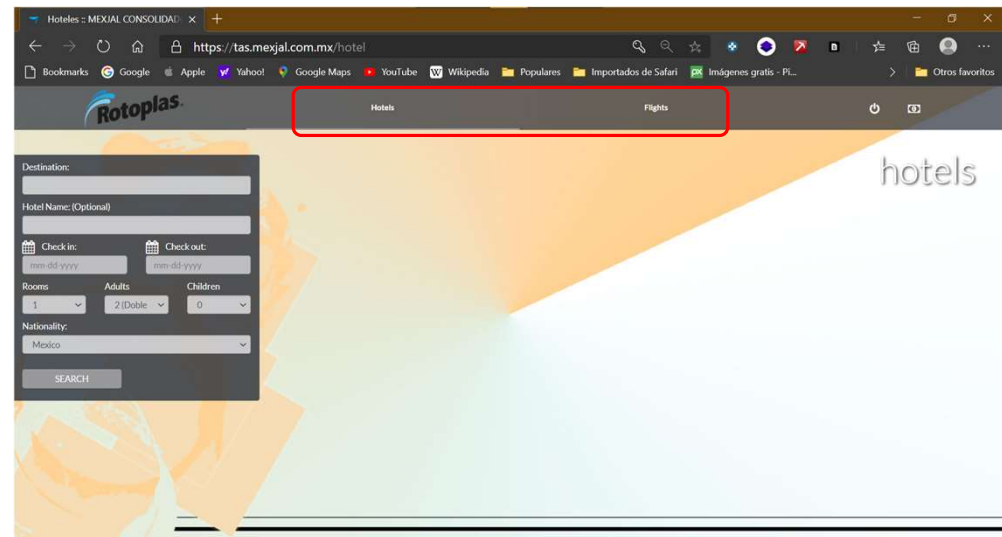 Hoteles :: MEXJAL CONSOLIDAD
https://tas.mexjal.com.mx/hotel
Bookmarks Google Apple Yahoo! Google Maps YouTube Wikipedia Populares Importados de Safari Imágenes gratis - Pi... Otros favoritos
Rotoplas Hotels Flights
hotels
Destination:
Hotel Name: (Optional)
Check in: Check out:
mm-dd-yyyy mm-dd-yyyy
Rooms Adults Children
1 2 (Doble 0
Nationality:
Mexico
SEARCH